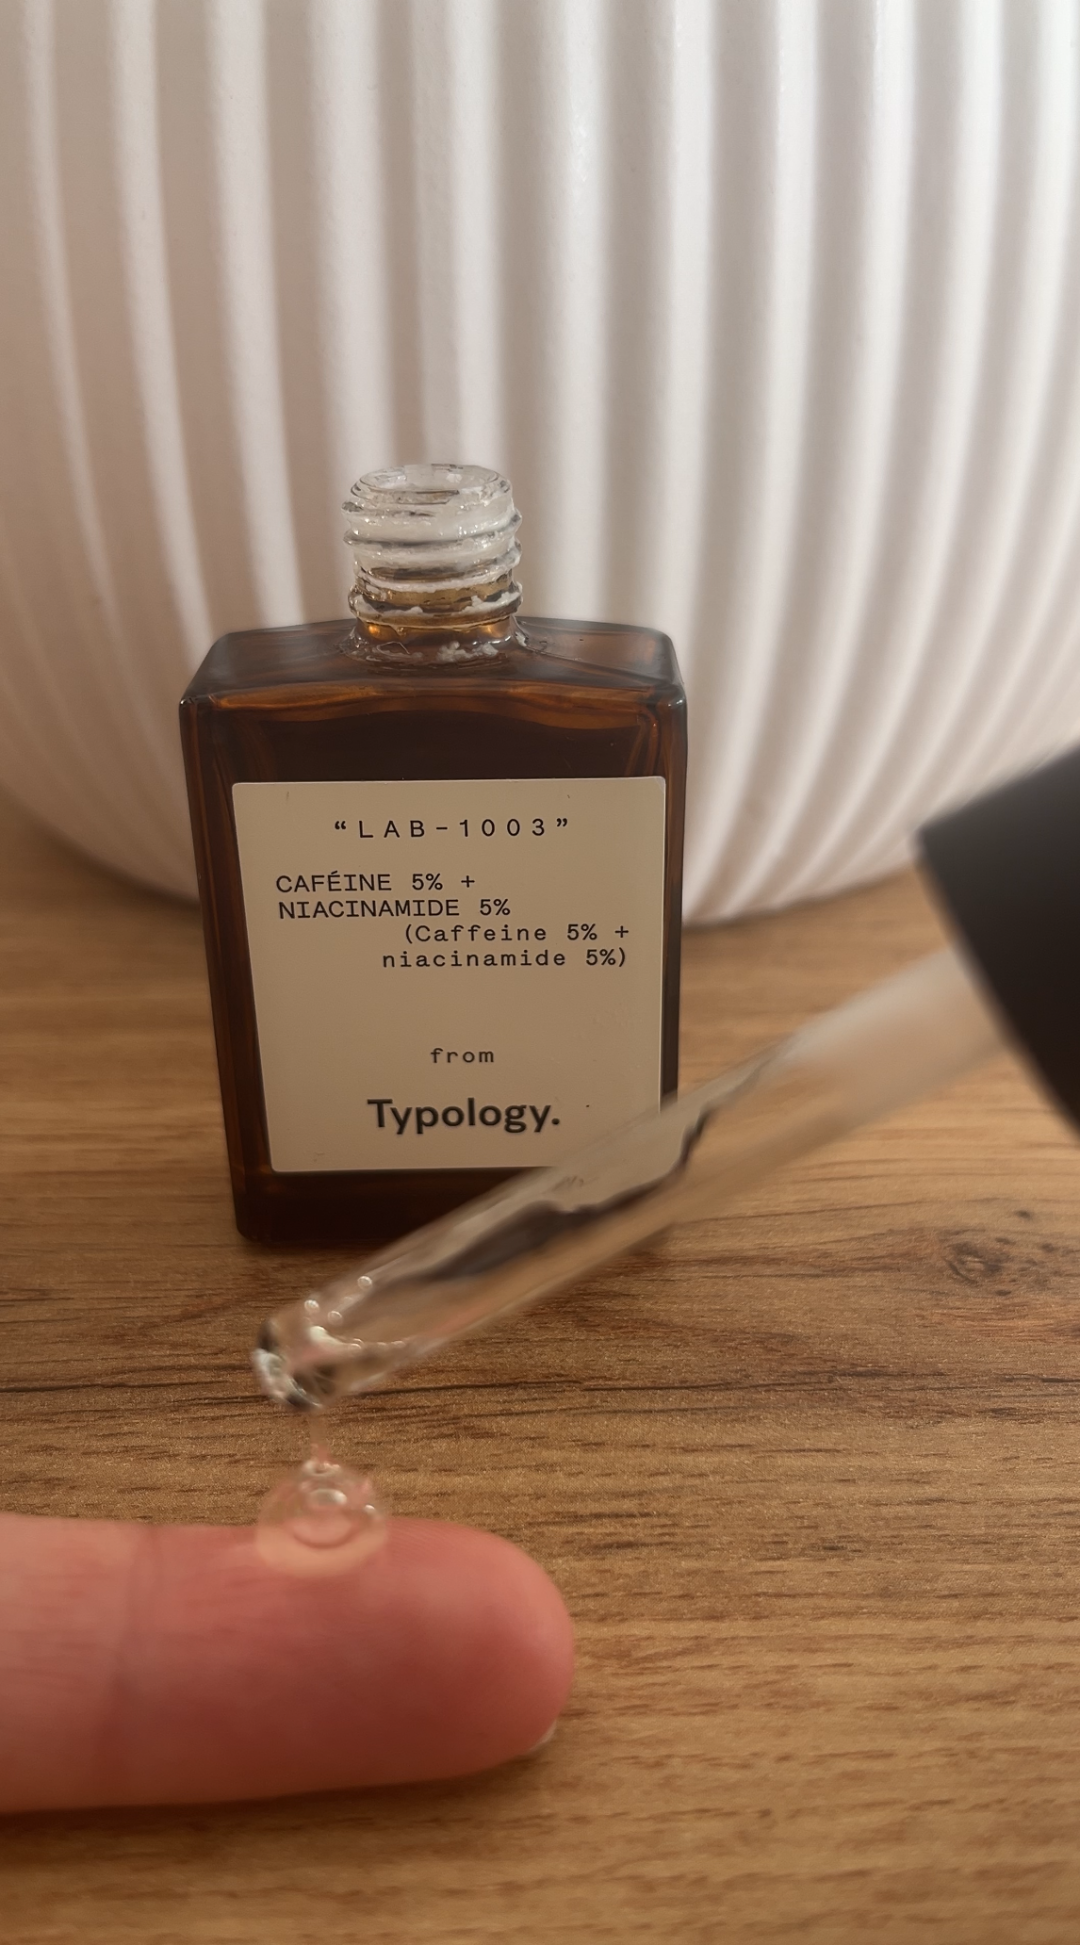 “LAB-1003”
CAFÉINE 5% +
NIACINAMIDE 5%
(Caffeine 5% +
niacinamide 5%)
from
Typology.